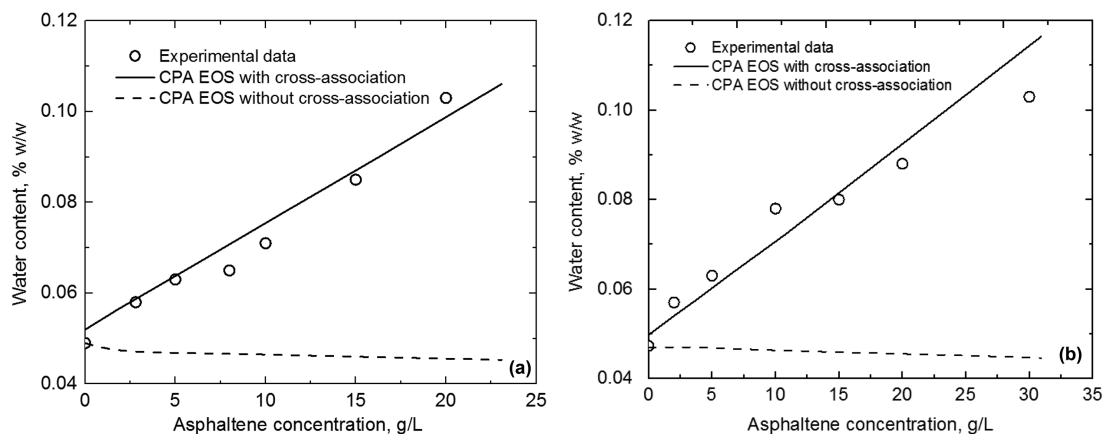 0.12
0.10
0.08
0.06
0.04
Water content, % w/w
Experimental data
CPA EOS with cross-association
CPA EOS without cross-association
(a)
0
5
10
15
20
25
Asphaltene concentration, g/L
0.12
0.10
0.08
0.06
0.04
Water content, % w/w
Experimental data
CPA EOS with cross-association
CPA EOS without cross-association
(b)
0
5
10
15
20
25
30
Asphaltene concentration, g/L